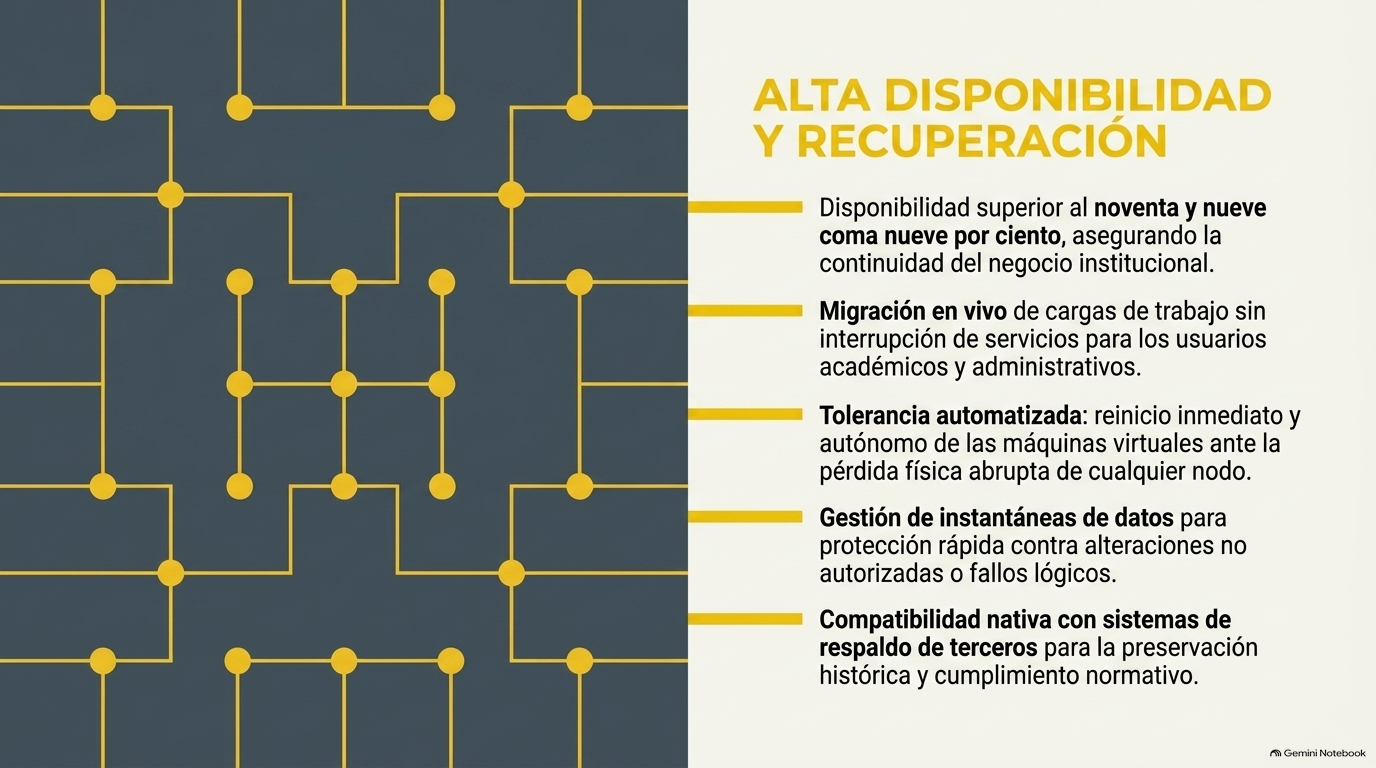 ALTA DISPONIBILIDAD
Y RECUPERACIÓN
Disponibilidad superior al noventa y nueve
coma nueve por ciento, asegurando la
continuidad del negocio institucional.
Migración en vivo de cargas de trabajo sin
interrupción de servicios para los usuarios
académicos y administrativos.
Tolerancia automatizada: reinicio inmediato y
autónomo de las máquinas virtuales ante la
pérdida física abrupta de cualquier nodo.
Gestión de instantáneas de datos para
protección rápida contra alteraciones no
autorizadas o fallos lógicos.
Compatibilidad nativa con sistemas de
respaldo de terceros para la preservación
histórica y cumplimiento normativo.
Gemini Notebook